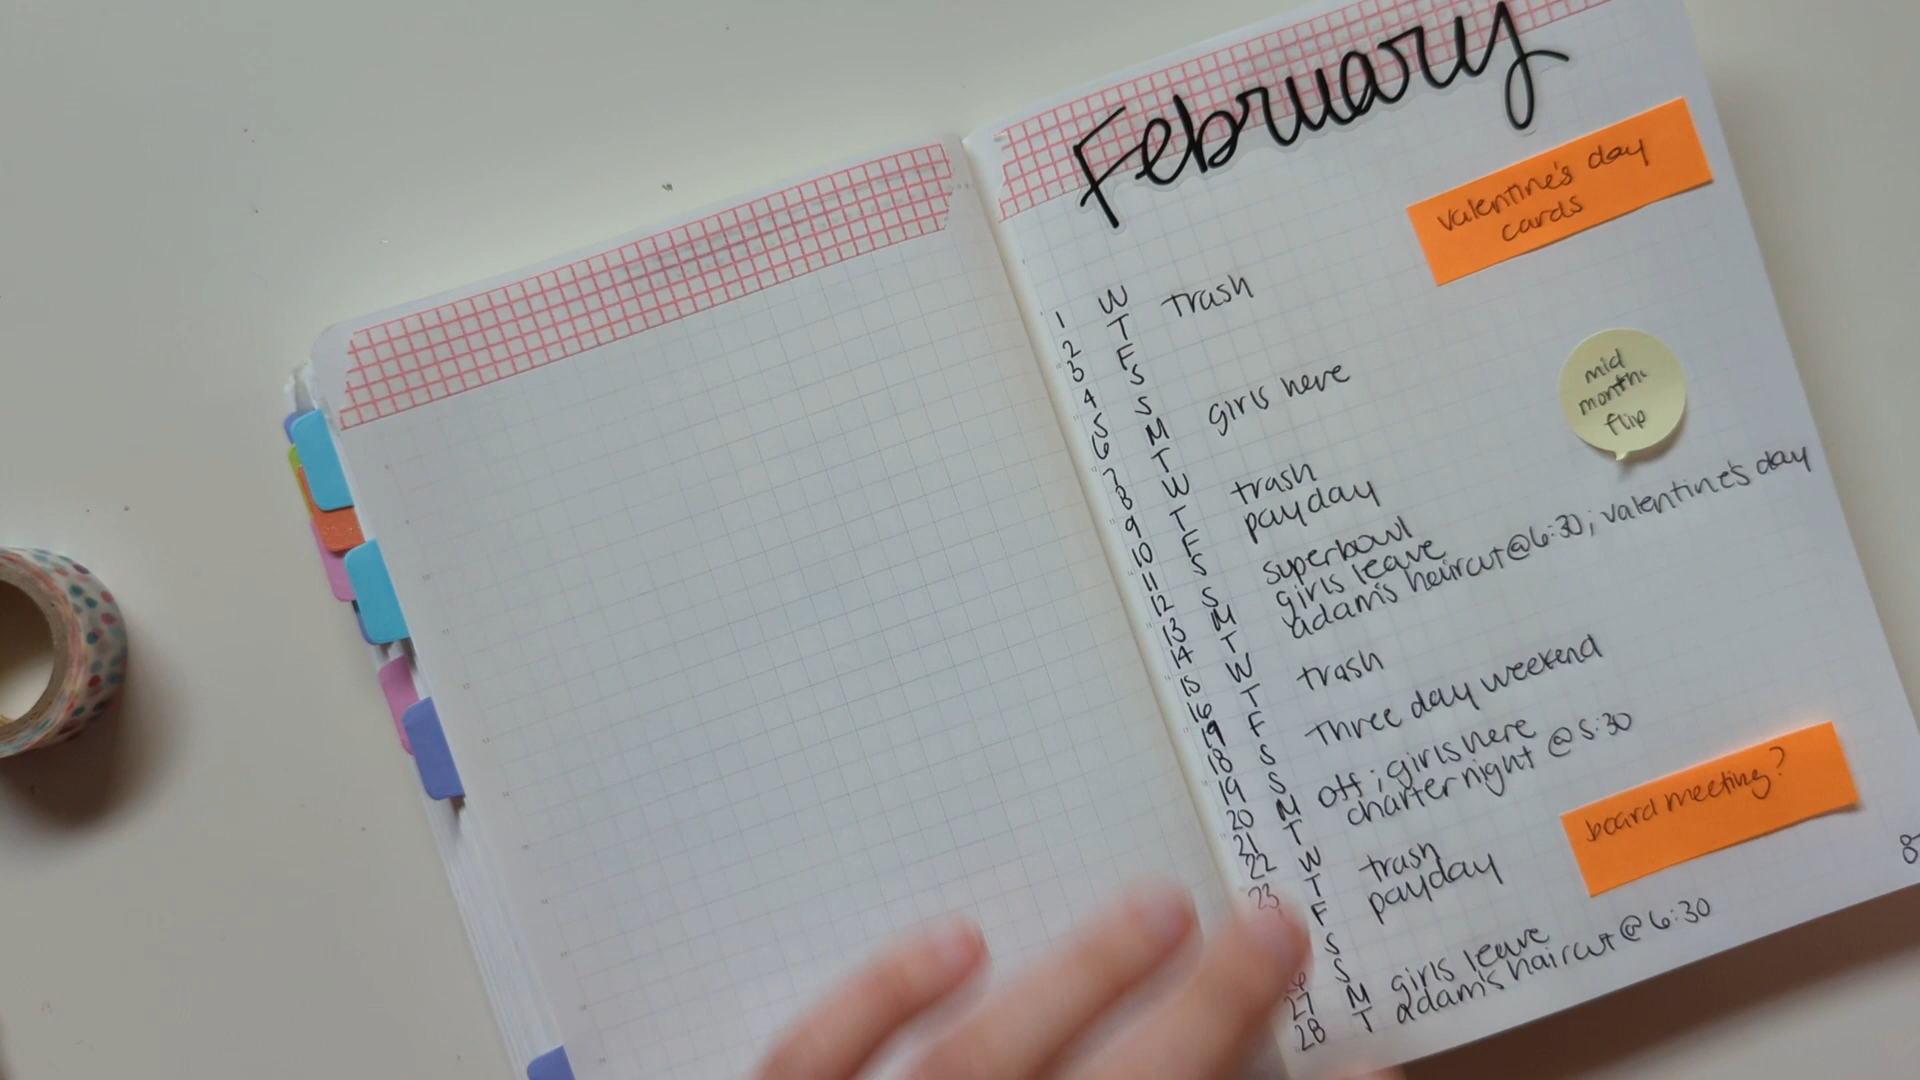 February
valentine's day
cards
1 W trash
2 T
3 F
4 S
5 S
6 M girls here
7 T
8 W trash
9 T payday
10 F
11 S
12 S superbowl
13 M girls leave
14 T adam's haircut @ 6:30; valentine's day
15 W trash
16 T
17 F three day weekend
18 S
19 S
20 M off; girls here
21 T charter night @ 5:30
22 W trash
23 T payday
F
S
S
27 M girls leave
28 T adam's haircut @ 6:30
mid
month
flip
board meeting?